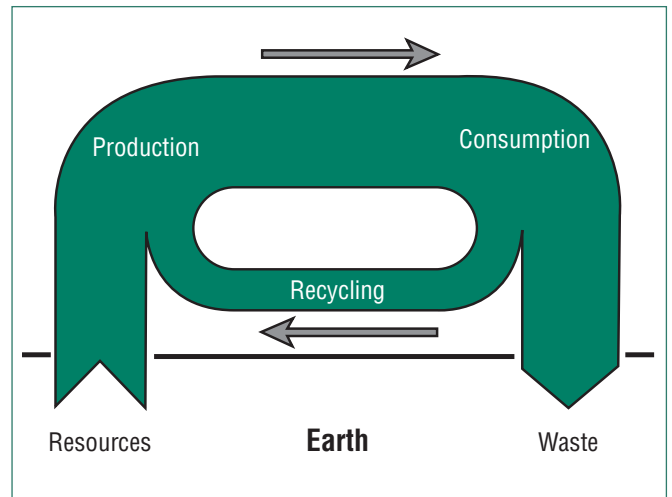 Production
Consumption
Recycling
Resources
Earth
Waste